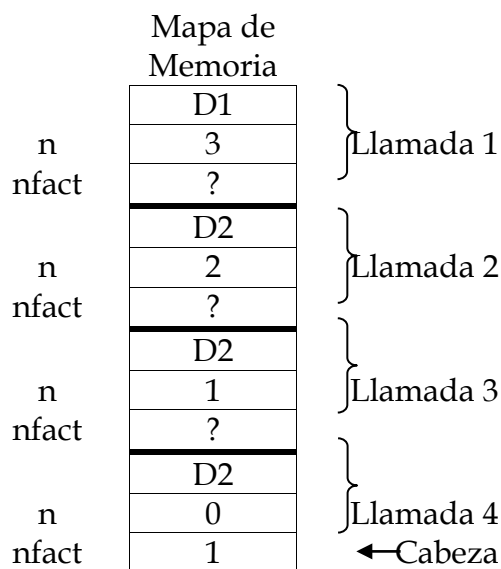 Mapa de
Memoria
D1
n 3 Llamada 1
nfact ?
D2
n 2 Llamada 2
nfact ?
D2
n 1 Llamada 3
nfact ?
D2
n 0 Llamada 4
nfact 1 Cabeza